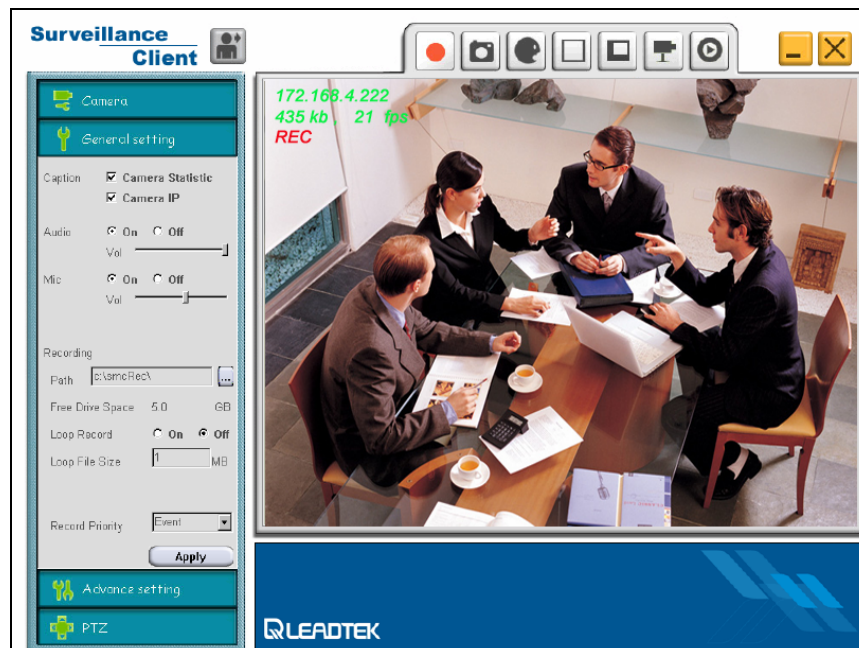 Surveillance
Client
Camera
General setting
Caption
Camera Statistic
Camera IP
Audio
On
Off
Vol
Mic
On
Off
Vol
Recording
Path
c:\smcRec\
...
Free Drive Space
5.0
GB
Loop Record
On
Off
Loop File Size
1
MB
Record Priority
Event
Apply
Advance setting
PTZ
172.168.4.222
435 kb , 21 fps
REC
LEADTEK